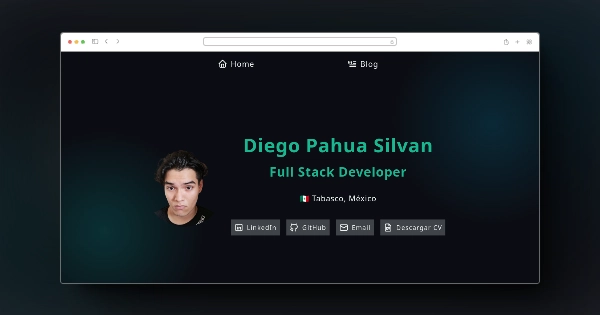 Home Blog
Diego Pahua Silvan
Full Stack Developer
Tabasco, México
LinkedIn GitHub Email Descargar CV